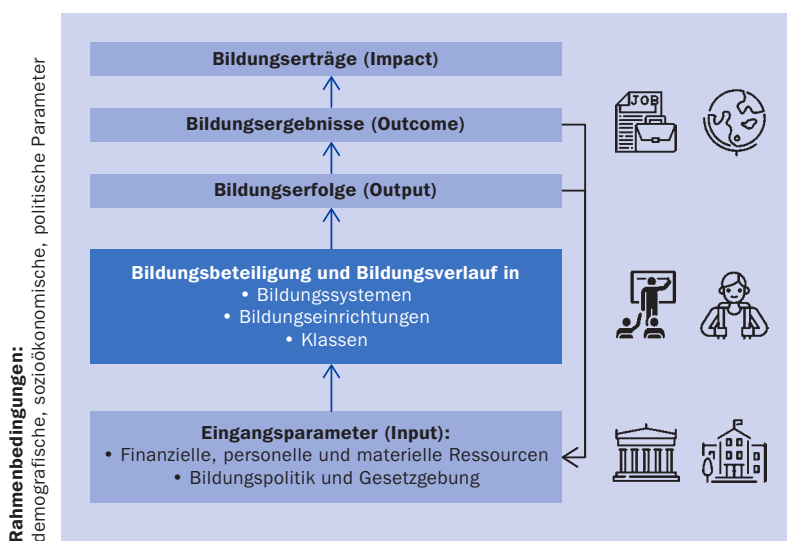 Rahmenbedingungen:
demografische, sozioökonomische, politische Parameter
Bildungserträge (Impact)
Bildungsergebnisse (Outcome)
Bildungserfolge (Output)
Bildungsbeteiligung und Bildungsverlauf in
• Bildungssystemen
• Bildungseinrichtungen
• Klassen
Eingangsparameter (Input):
• Finanzielle, personelle und materielle Ressourcen
• Bildungspolitik und Gesetzgebung
JOB